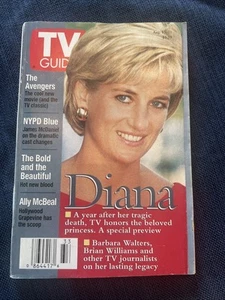 TV
GUIDE
The
Avengers
The cool new
movie (and the
TV classic)
NYPD Blue
James McDaniel
on the dramatic
cast changes
The Bold
and the
Beautiful
Hot new blood
Ally McBeal
Hollywood
Grapevine has
the scoop
Diana
A year after her tragic
death, TV honors the beloved
princess. A special preview
Barbara Walters,
Brian Williams and
other TV journalists
on her lasting legacy
33